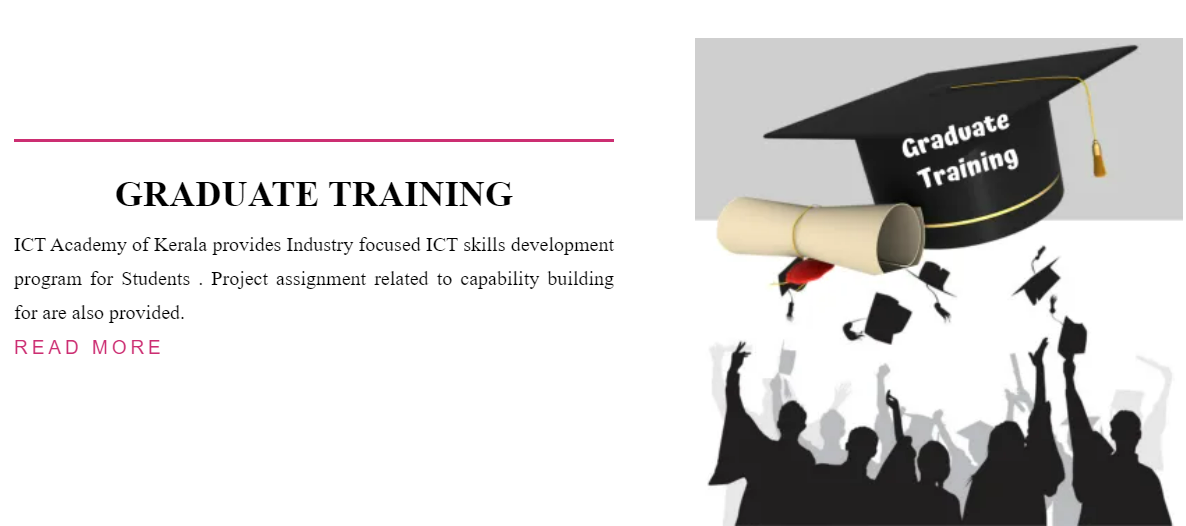 GRADUATE TRAINING
ICT Academy of Kerala provides Industry focused ICT skills development
program for Students . Project assignment related to capability building
for are also provided.
READ MORE
Graduate
Training